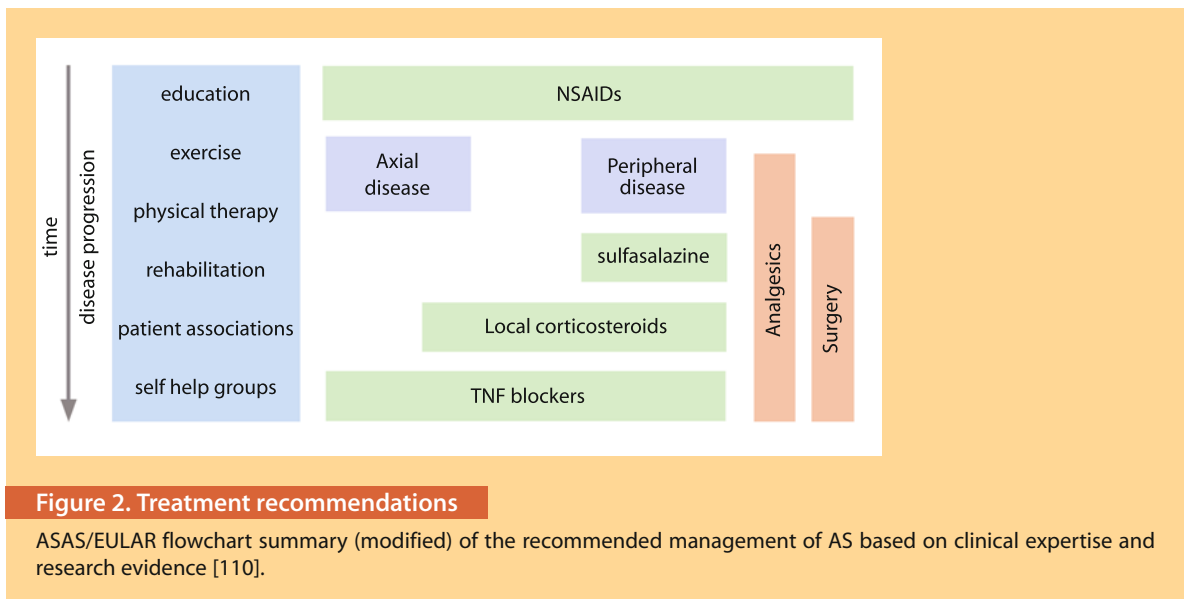 time
disease progression
education
exercise
physical therapy
rehabilitation
patient associations
self help groups
NSAIDs
Axial
disease
Peripheral
disease
sulfasalazine
Local corticosteroids
TNF blockers
Analgesics
Surgery
Figure 2. Treatment recommendations
ASAS/EULAR flowchart summary (modified) of the recommended management of AS based on clinical expertise and
research evidence [110].